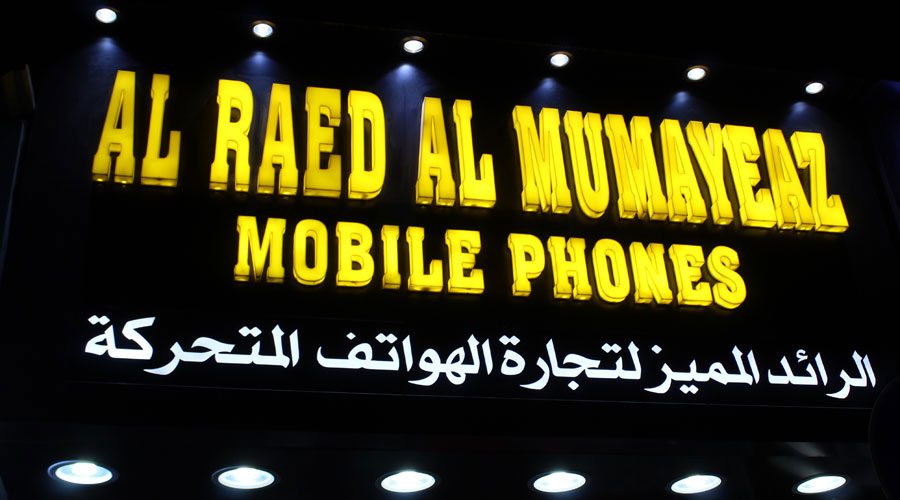 AL RAED AL MUMAYEAZ
MOBILE PHONES
الرائد المميز لتجارة الهواتف المتحركة